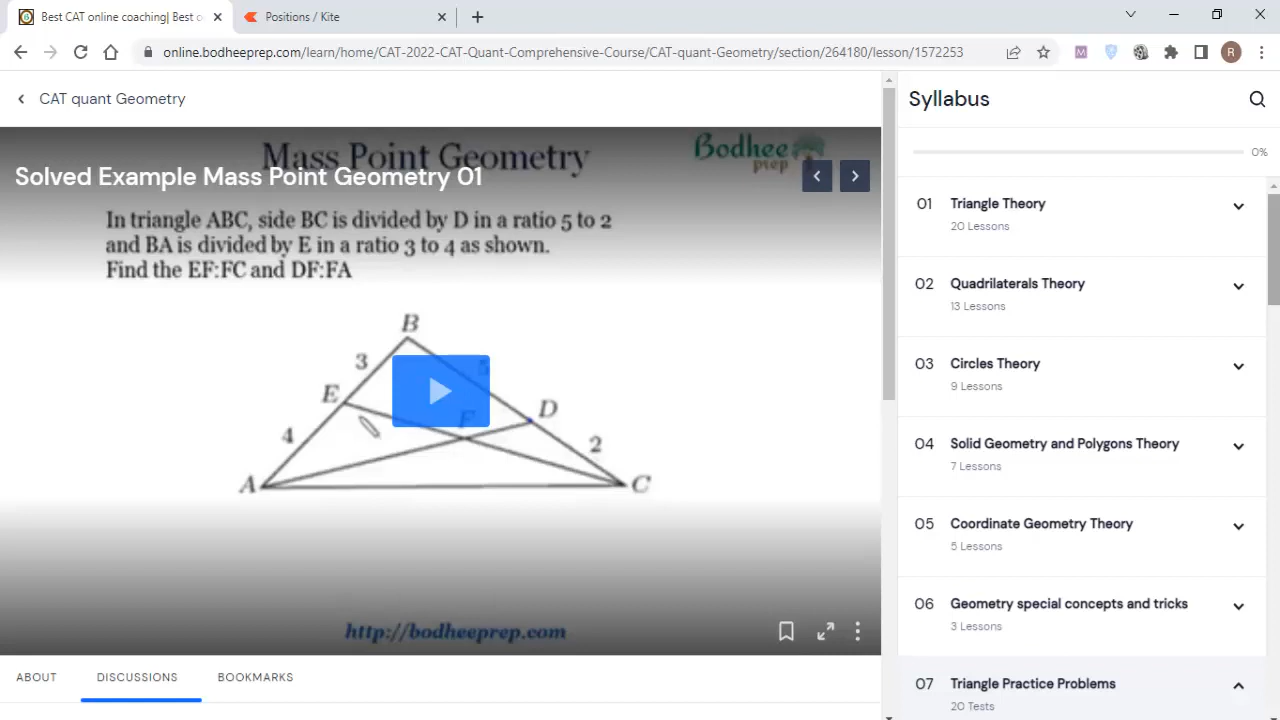 Best CAT online coaching| Best o
Positions / Kite
online.bodheeprep.com/learn/home/CAT-2022-CAT-Quant-Comprehensive-Course/CAT-quant-Geometry/section/264180/lesson/1572253
R
CAT quant Geometry
Mass Point Geometry
Bodhee
prep
Solved Example Mass Point Geometry 01
In triangle ABC, side BC is divided by D in a ratio 5 to 2
and BA is divided by E in a ratio 3 to 4 as shown.
Find the EF:FC and DF:FA
B
3
5
E
D
F
4
2
A
C
http://bodheeprep.com
ABOUT
DISCUSSIONS
BOOKMARKS
Syllabus
0%
01 Triangle Theory
20 Lessons
02 Quadrilaterals Theory
13 Lessons
03 Circles Theory
9 Lessons
04 Solid Geometry and Polygons Theory
7 Lessons
05 Coordinate Geometry Theory
5 Lessons
06 Geometry special concepts and tricks
3 Lessons
07 Triangle Practice Problems
20 Tests